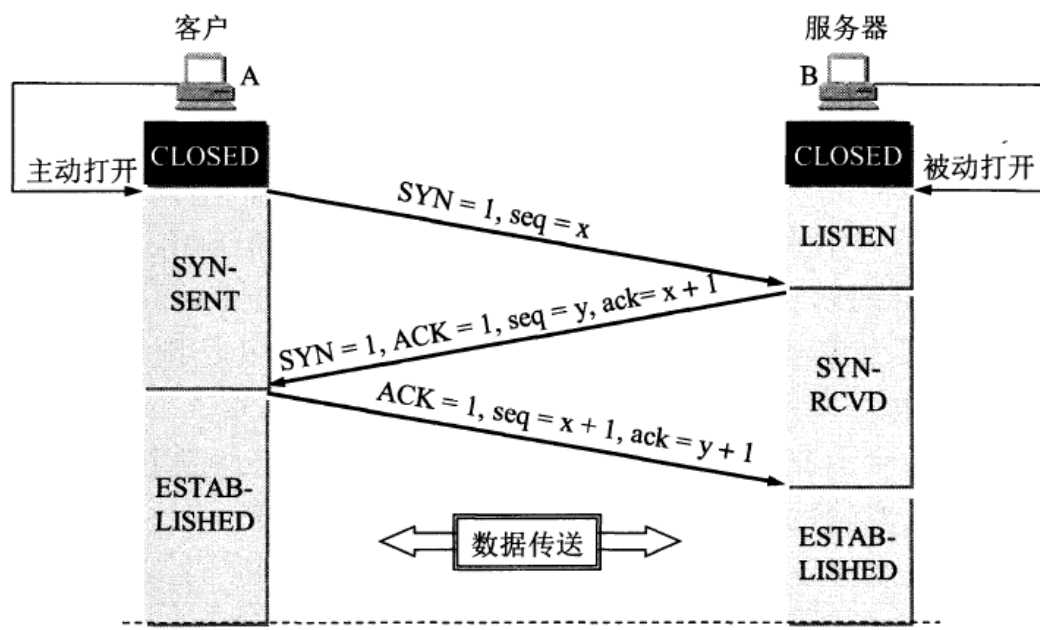 客户
服务器
A
B
CLOSED
CLOSED
主动打开
被动打开
SYN = 1, seq = x
LISTEN
SYN-
SENT
SYN = 1, ACK = 1, seq = y, ack= x + 1
SYN-
RCVD
ACK = 1, seq = x + 1, ack = y + 1
ESTAB-
LISHED
数据传送
ESTAB-
LISHED